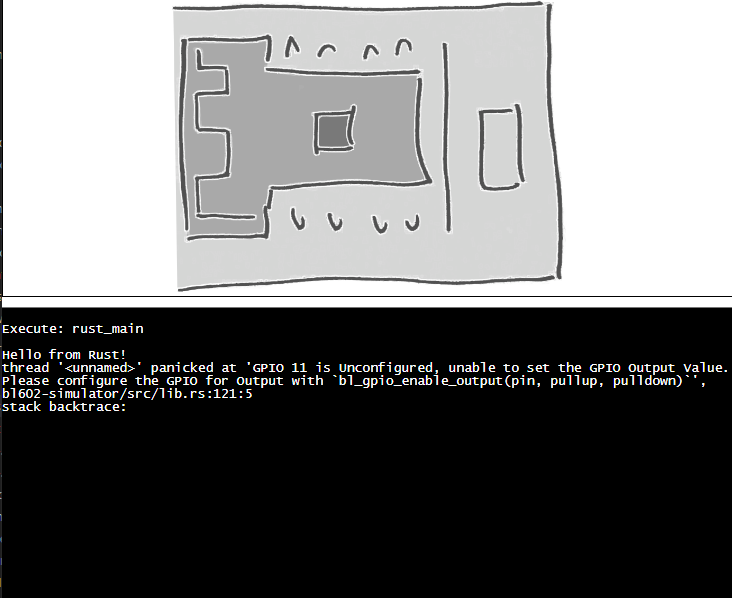 Execute: rust_main
Hello from Rust!
thread '<unnamed>' panicked at 'GPIO 11 is Unconfigured, unable to set the GPIO Output Value.
Please configure the GPIO for Output with `bl_gpio_enable_output(pin, pullup, pulldown)`',
bl602-simulator/src/lib.rs:121:5
stack backtrace: